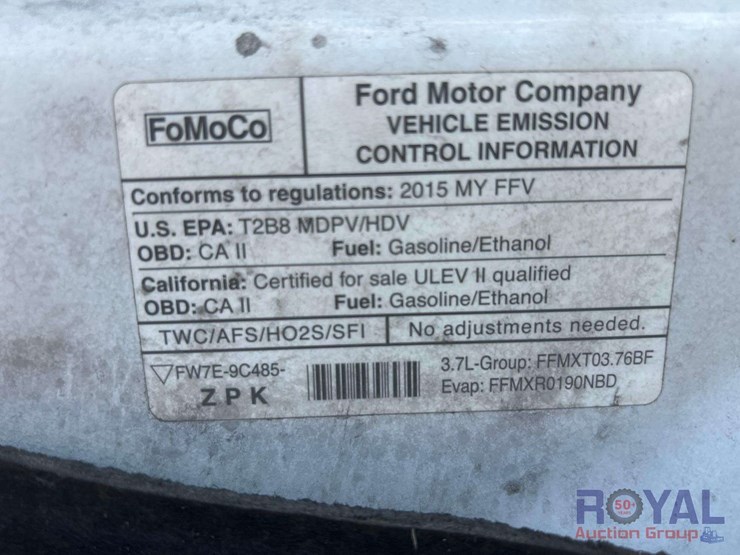 FoMoCo
Ford Motor Company
VEHICLE EMISSION
CONTROL INFORMATION
Conforms to regulations: 2015 MY FFV
U.S. EPA: T2B8 MDPV/HDV
OBD: CA II Fuel: Gasoline/Ethanol
California: Certified for sale ULEV II qualified
OBD: CA II Fuel: Gasoline/Ethanol
TWC/AFS/HO2S/SFI No adjustments needed.
▽FW7E-9C485-
ZPK
3.7L-Group: FFMXT03.76BF
Evap: FFMXR0190NBD
50+
YEARS
ROYAL
Auction Group